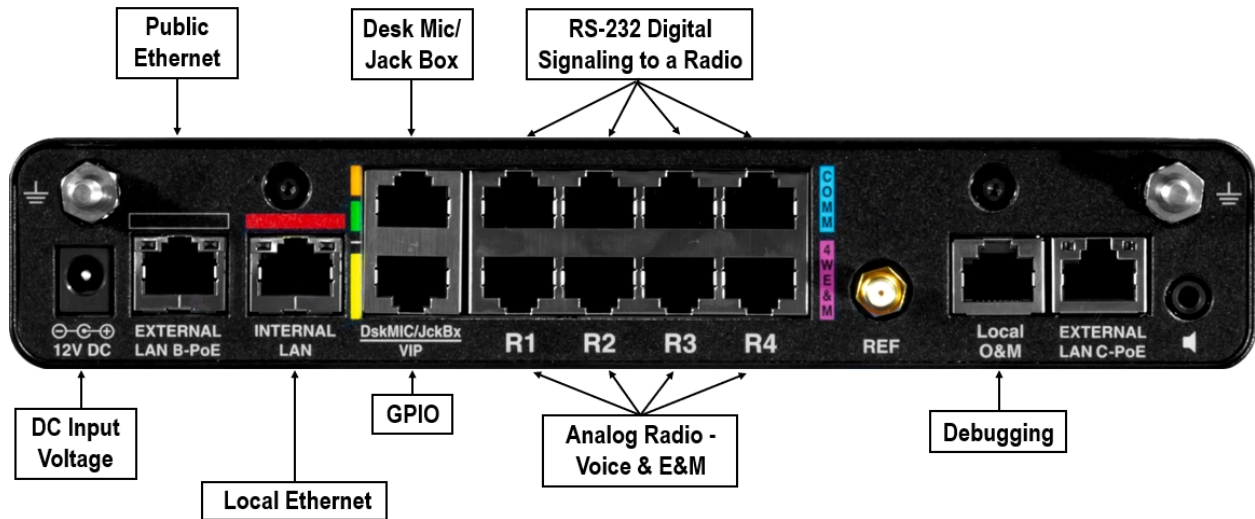 Public
Ethernet
Desk Mic/
Jack Box
RS-232 Digital
Signaling to a Radio
COMM
4WE&M
12V DC
EXTERNAL
LAN B-PoE
INTERNAL
LAN
DskMIC/JckBx
VIP
R1
R2
R3
R4
REF
Local
O&M
EXTERNAL
LAN C-PoE
DC Input
Voltage
Local Ethernet
GPIO
Analog Radio -
Voice & E&M
Debugging